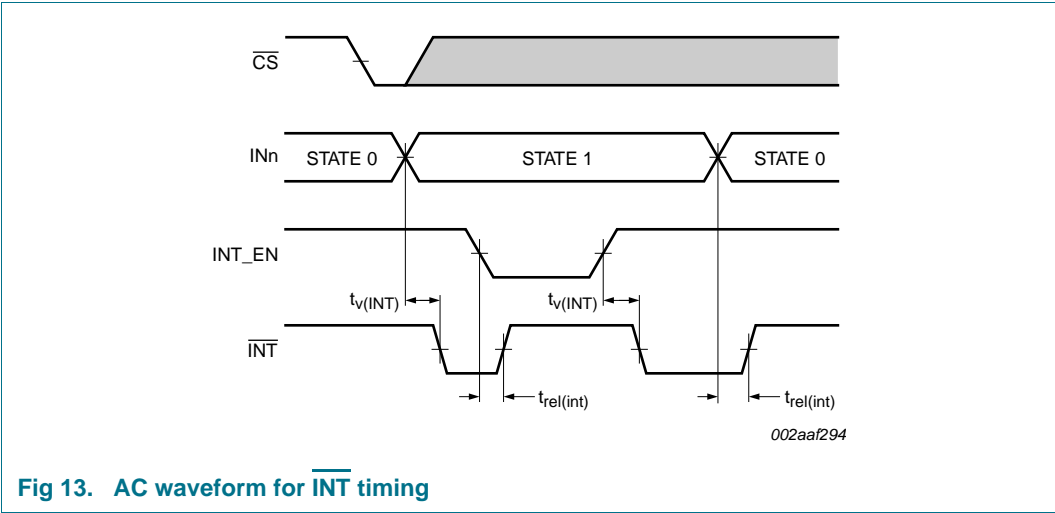 CS
INn STATE 0 STATE 1 STATE 0
INT_EN
tv(INT) tv(INT)
INT
trel(int) trel(int)
002aaf294
Fig 13. AC waveform for INT timing